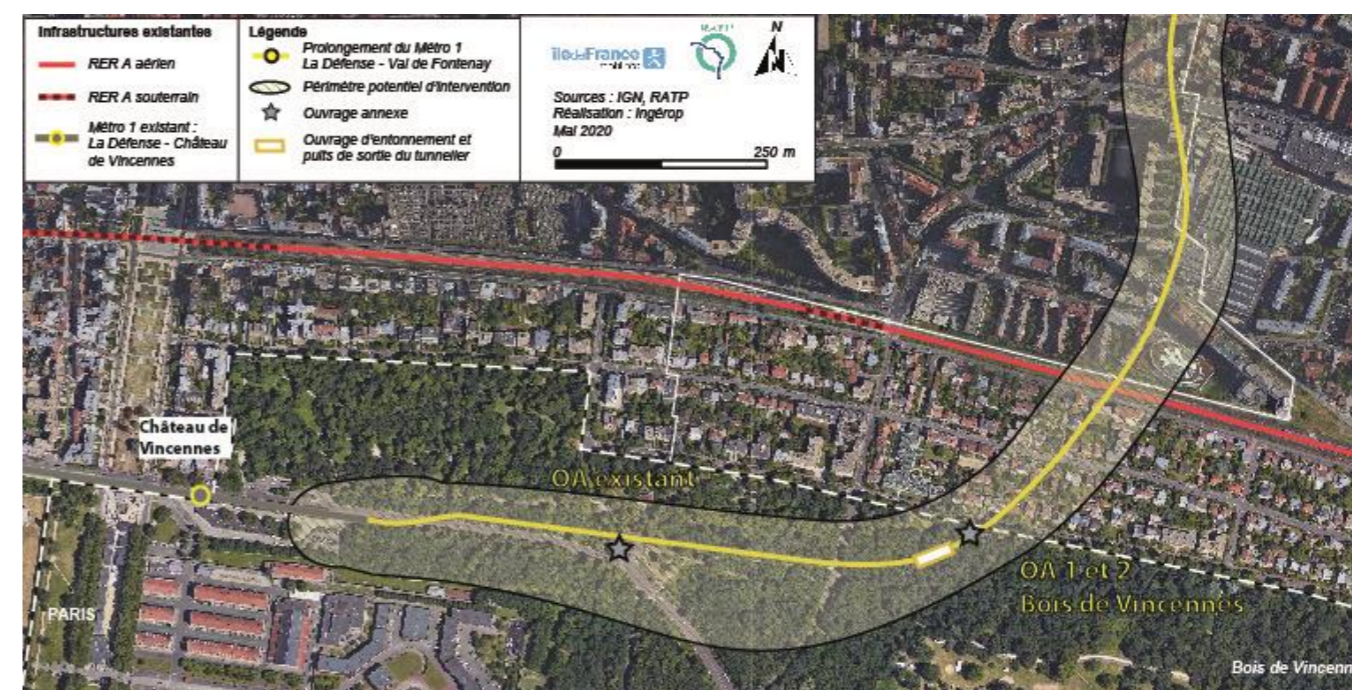 Infrastructures existantes
RER A aérien
RER A souterrain
Métro 1 existant :
La Défense - Château
de Vincennes
Légende
Prolongement du Métro 1
La Défense - Val de Fontenay
Périmètre potentiel d'intervention
Ouvrage annexe
Ouvrage d'entonnement et
puits de sortie du tunnelier
îledeFrance
N
Sources : IGN, RATP
Réalisation : Ingérop
Mai 2020
0 250 m
Château de
Vincennes
OA existant
OA 1 et 2
Bois de Vincennes
PARIS
Bois de Vincenn